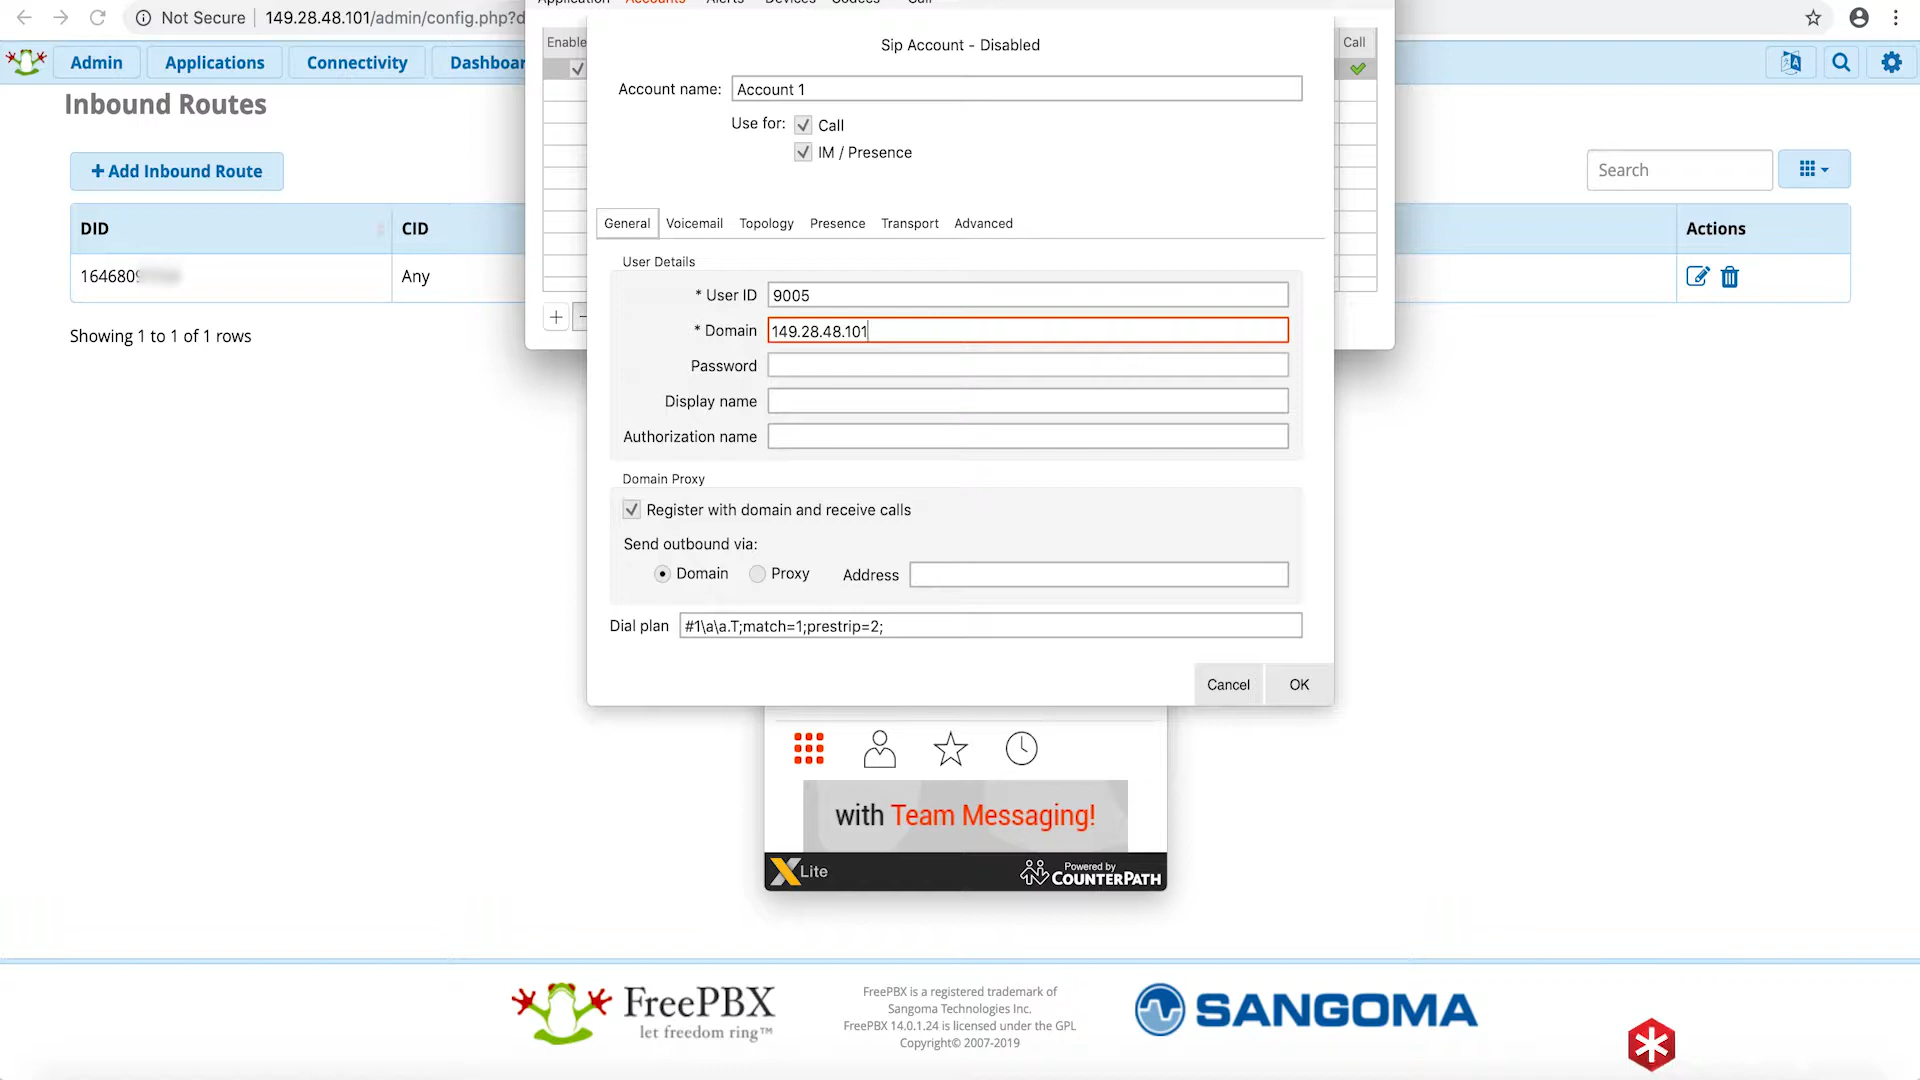 Not Secure
149.28.48.101/admin/config.php?d
Application Accounts Alerts Devices Codecs Call
Admin
Applications
Connectivity
Dashboar
Enable
Call
Sip Account - Disabled
Account name: Account 1
Use for: Call
IM / Presence
Inbound Routes
+ Add Inbound Route
Search
General Voicemail Topology Presence Transport Advanced
DID
CID
Actions
User Details
164680
Any
* User ID 9005
* Domain 149.28.48.101
Showing 1 to 1 of 1 rows
Password
Display name
Authorization name
Domain Proxy
Register with domain and receive calls
Send outbound via:
Domain Proxy Address
Dial plan #1\a\a.T;match=1;prestrip=2;
Cancel OK
with Team Messaging!
X Lite
Powered by
COUNTERPATH
FreePBX
let freedom ring™
FreePBX is a registered trademark of
Sangoma Technologies Inc.
FreePBX 14.0.1.24 is licensed under the GPL
Copyright© 2007-2019
SANGOMA